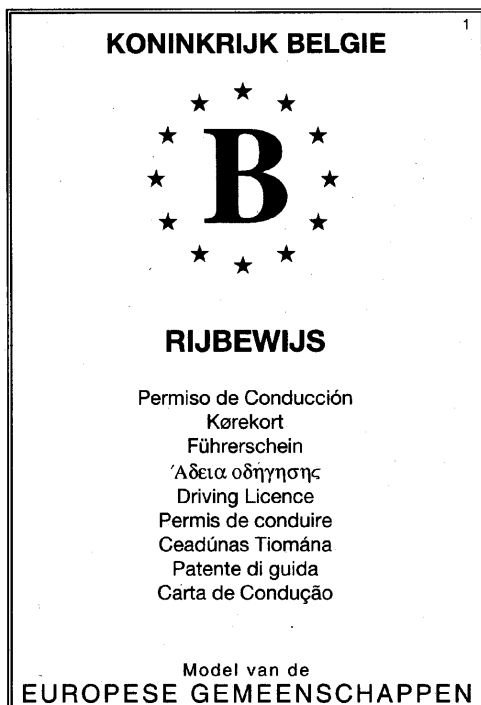 1
KONINKRIJK BELGIE
B
RIJBEWIJS
Permiso de Conducción
Kørekort
Führerschein
Άδεια οδήγησης
Driving Licence
Permis de conduire
Ceadúnas Tiomána
Patente di guida
Carta de Condução
Model van de
EUROPESE GEMEENSCHAPPEN